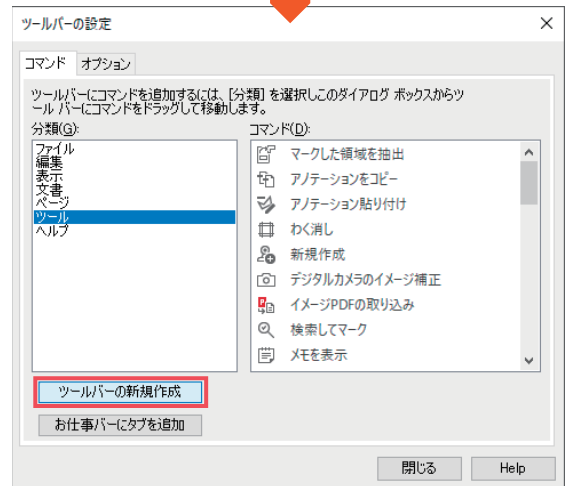 ツールバーの設定
コマンド オプション
ツールバーにコマンドを追加するには、[分類] を選択しこのダイアログ ボックスからツ
ール バーにコマンドをドラッグして移動します。
分類(G):
ファイル
編集
表示
文書
ページ
ツール
ヘルプ
コマンド(D):
マークした領域を抽出
アノテーションをコピー
アノテーション貼り付け
わく消し
新規作成
デジタルカメラのイメージ補正
イメージPDFの取り込み
検索してマーク
メモを表示
ツールバーの新規作成
お仕事バーにタブを追加
閉じる Help